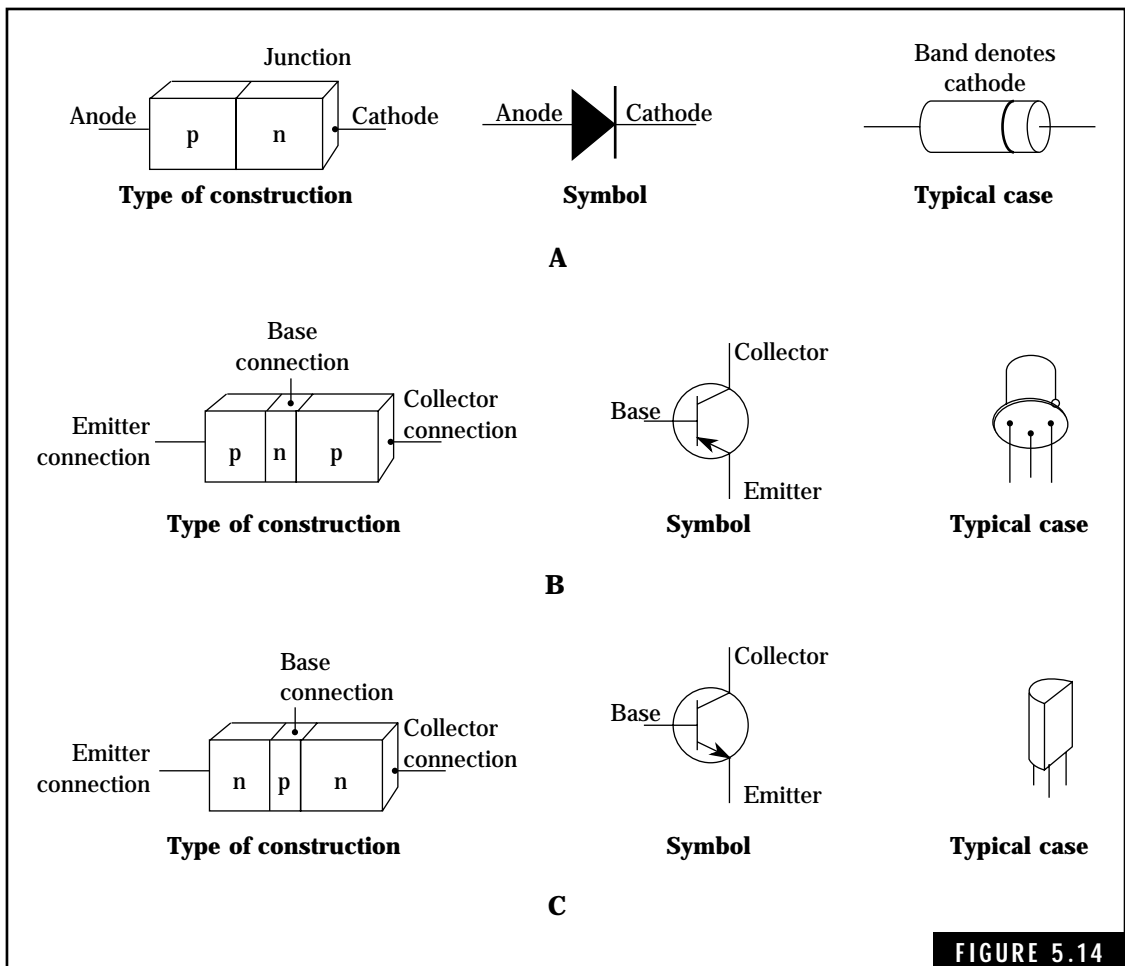 Junction
Anode
p
n
Cathode
Type of construction
Anode
Cathode
Symbol
Band denotes
cathode
Typical case
A
Base
connection
Emitter
connection
p
n
p
Collector
connection
Type of construction
Collector
Base
Emitter
Symbol
Typical case
B
Base
connection
Emitter
connection
n
p
n
Collector
connection
Type of construction
Collector
Base
Emitter
Symbol
Typical case
C
FIGURE 5.14